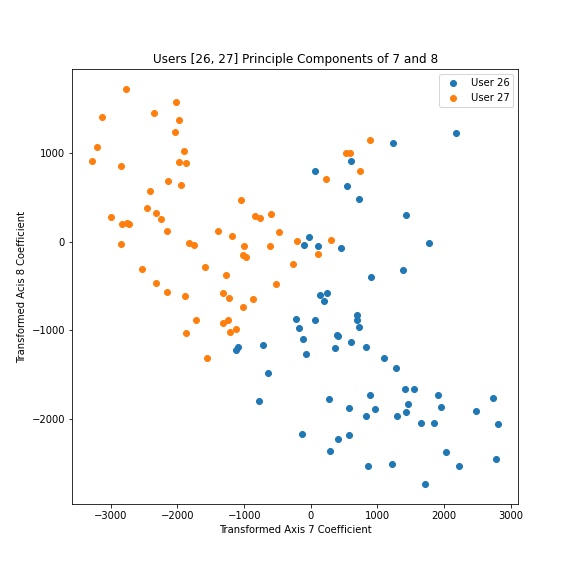 Users [26, 27] Principle Components of 7 and 8
User 26
User 27
Transformed Acis 8 Coefficient
1000
0
−1000
−2000
−3000
−2000
−1000
0
1000
2000
3000
Transformed Axis 7 Coefficient